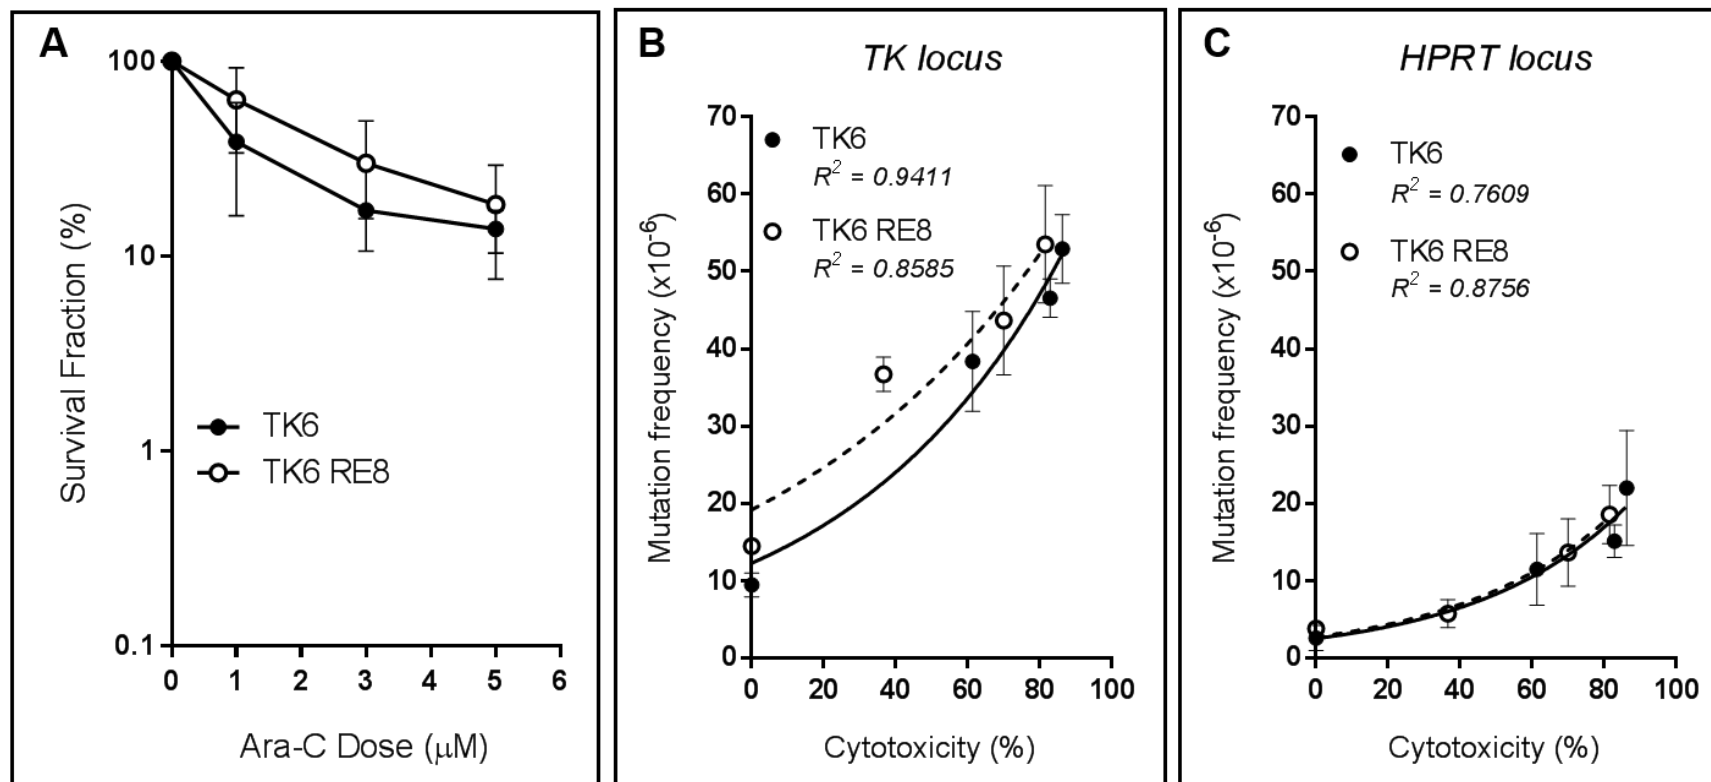 A
100
10
1
0.1
Survival Fraction (%)
TK6
TK6 RE8
0 1 2 3 4 5 6
Ara-C Dose (μM)
B
TK locus
70
60
50
40
30
20
10
0
Mutation frequency (x10⁻⁶)
TK6
R² = 0.9411
TK6 RE8
R² = 0.8585
0 20 40 60 80 100
Cytotoxicity (%)
C
HPRT locus
70
60
50
40
30
20
10
0
Mutation frequency (x10⁻⁶)
TK6
R² = 0.7609
TK6 RE8
R² = 0.8756
0 20 40 60 80 100
Cytotoxicity (%)